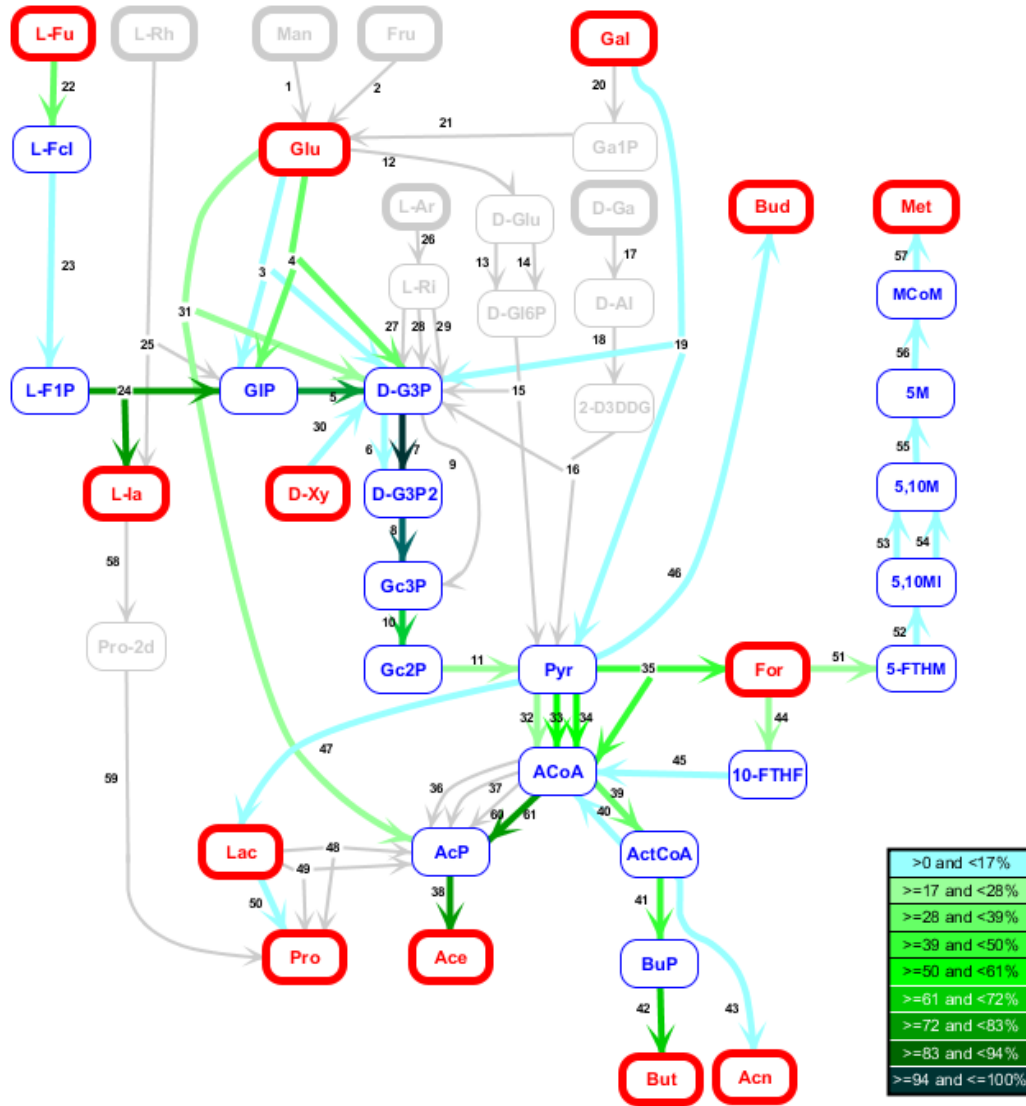 L-Fu
L-Rh
Man
Fru
Gal
22
1
2
20
21
L-Fcl
Glu
12
Ga1P
L-Ar
D-Glu
D-Ga
Bud
Met
26
23
3
4
13
14
17
57
L-Ri
D-Al
MCoM
31
D-Gl6P
27
28
29
18
19
25
56
L-F1P
24
GIP
5
D-G3P
15
5M
30
2-D3DDG
6
7
9
16
55
L-la
D-Xy
D-G3P2
5,10M
8
53
54
58
Gc3P
46
5,10MI
10
52
Pro-2d
Gc2P
11
Pyr
35
For
51
5-FTHM
32
33
34
44
47
59
ACoA
45
10-FTHF
36
37
39
60
61
40
Lac
48
AcP
ActCoA
49
38
50
41
Pro
Ace
BuP
42
43
But
Acn
>0 and <17%
>=17 and <28%
>=28 and <39%
>=39 and <50%
>=50 and <61%
>=61 and <72%
>=72 and <83%
>=83 and <94%
>=94 and <=100%